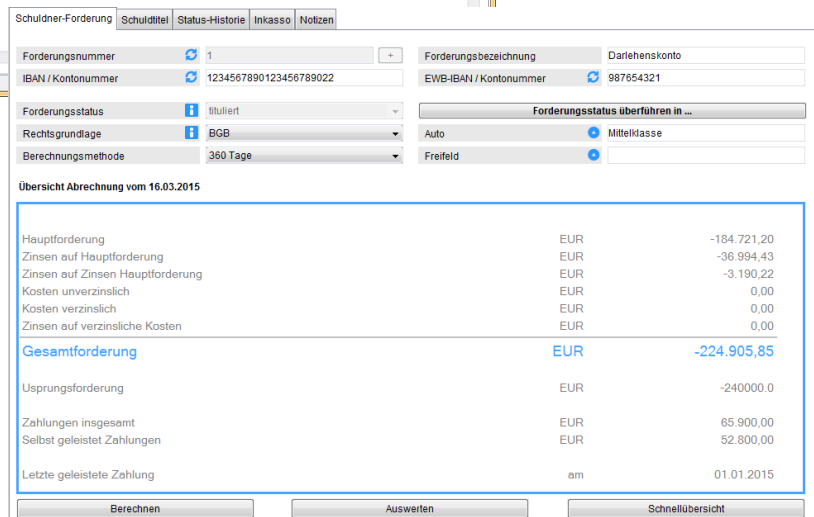 Schuldner-Forderung Schuldtitel Status-Historie Inkasso Notizen
Forderungsnummer 1 + Forderungsbezeichnung Darlehenskonto
IBAN / Kontonummer 1234567890123456789022 EWB-IBAN / Kontonummer 987654321
Forderungsstatus tituliert Forderungsstatus überführen in ...
Rechtsgrundlage BGB Auto Mittelklasse
Berechnungsmethode 360 Tage Freifeld
Übersicht Abrechnung vom 16.03.2015
Hauptforderung EUR -184.721,20
Zinsen auf Hauptforderung EUR -36.994,43
Zinsen auf Zinsen Hauptforderung EUR -3.190,22
Kosten unverzinslich EUR 0,00
Kosten verzinslich EUR 0,00
Zinsen auf verzinsliche Kosten EUR 0,00
Gesamtforderung EUR -224.905,85
Usprungsforderung EUR -240000.0
Zahlungen insgesamt EUR 65.900,00
Selbst geleistet Zahlungen EUR 52.800,00
Letzte geleistete Zahlung am 01.01.2015
Berechnen Auswerten Schnellübersicht